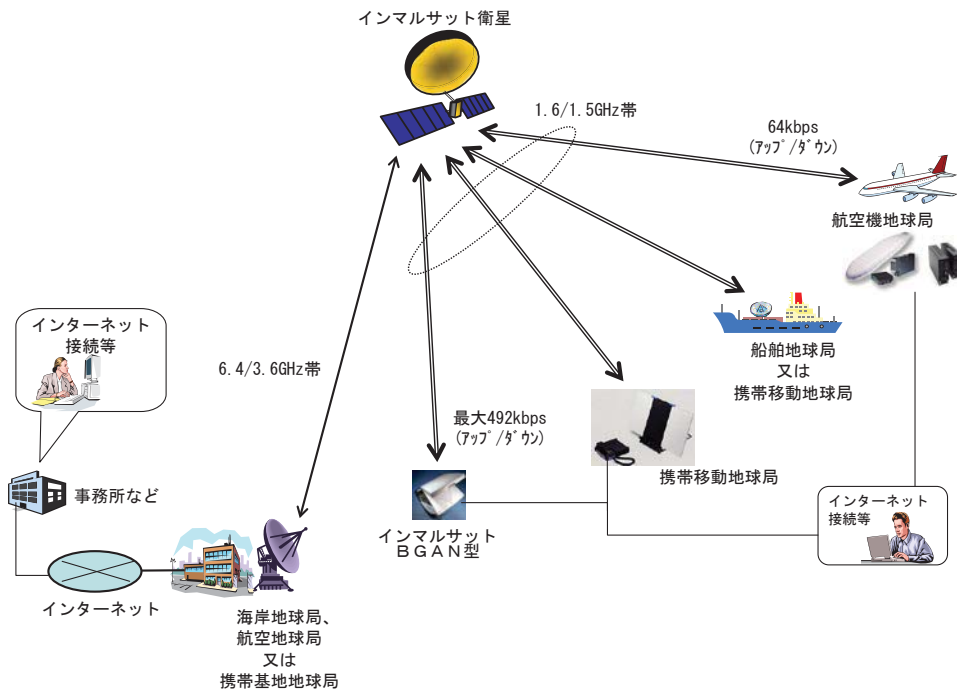 インマルサット衛星
1.6/1.5GHz帯
64kbps
(ｱｯﾌﾟ/ﾀﾞｳﾝ)
航空機地球局
インターネット
接続等
6.4/3.6GHz帯
船舶地球局
又は
携帯移動地球局
最大492kbps
(ｱｯﾌﾟ/ﾀﾞｳﾝ)
携帯移動地球局
事務所など
インターネット
接続等
インマルサット
ＢＧＡＮ型
インターネット
海岸地球局、
航空地球局
又は
携帯基地地球局